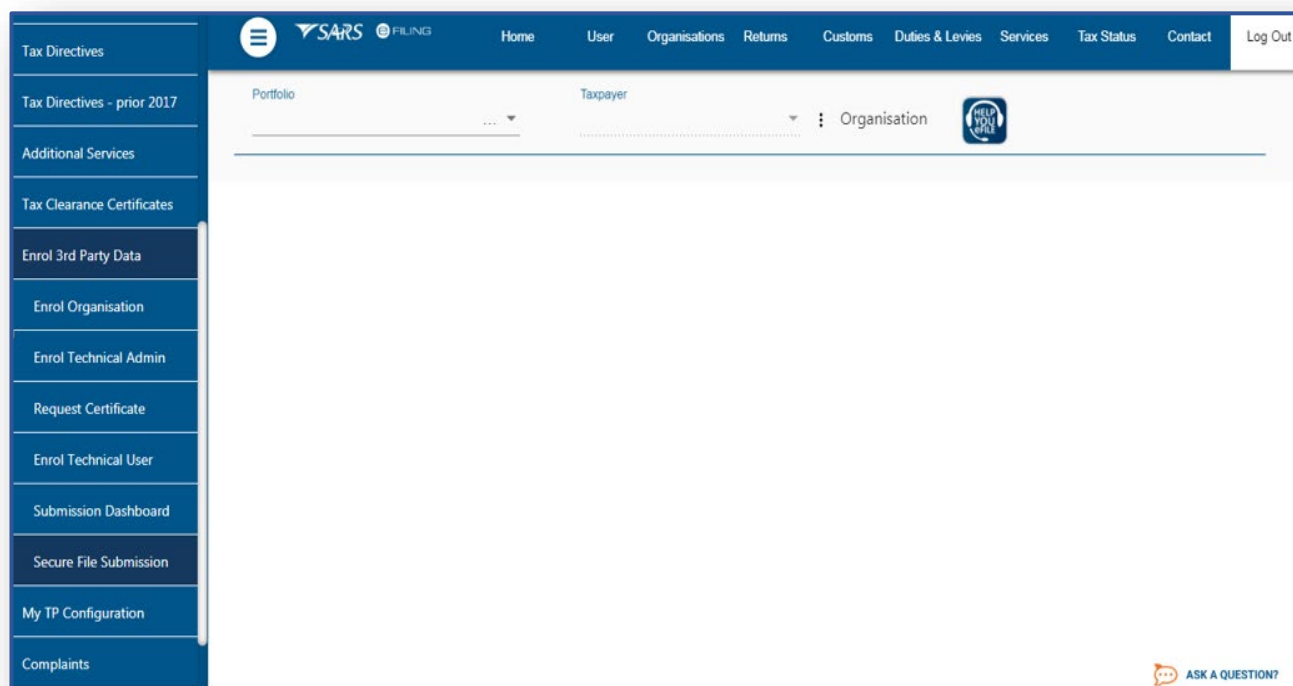 SARS eFILING
Home User Organisations Returns Customs Duties & Levies Services Tax Status Contact Log Out
Portfolio
...
Taxpayer
Organisation
HELP
YOU
eFILE
Tax Directives
Tax Directives - prior 2017
Additional Services
Tax Clearance Certificates
Enrol 3rd Party Data
Enrol Organisation
Enrol Technical Admin
Request Certificate
Enrol Technical User
Submission Dashboard
Secure File Submission
My TP Configuration
Complaints
ASK A QUESTION?